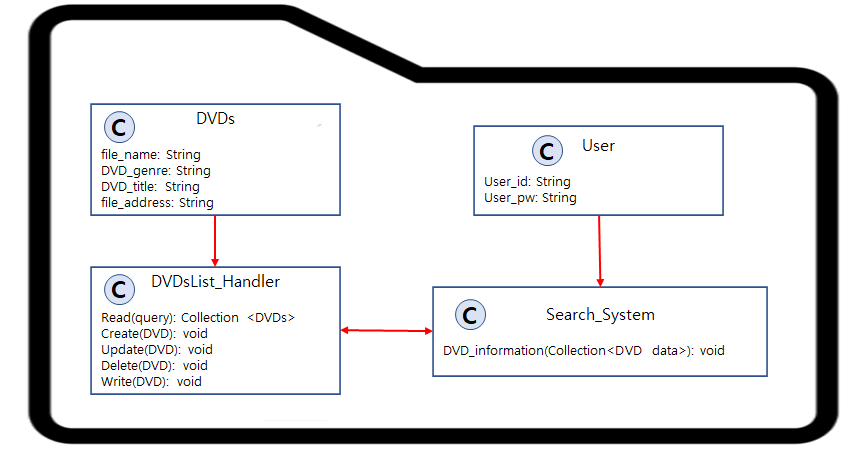 C
DVDs
file_name: String
DVD_genre: String
DVD_title: String
file_address: String
C
User
User_id: String
User_pw: String
C
DVDsList_Handler
Read(query): Collection <DVDs>
Create(DVD): void
Update(DVD): void
Delete(DVD): void
Write(DVD): void
C
Search_System
DVD_information(Collection<DVD data>): void